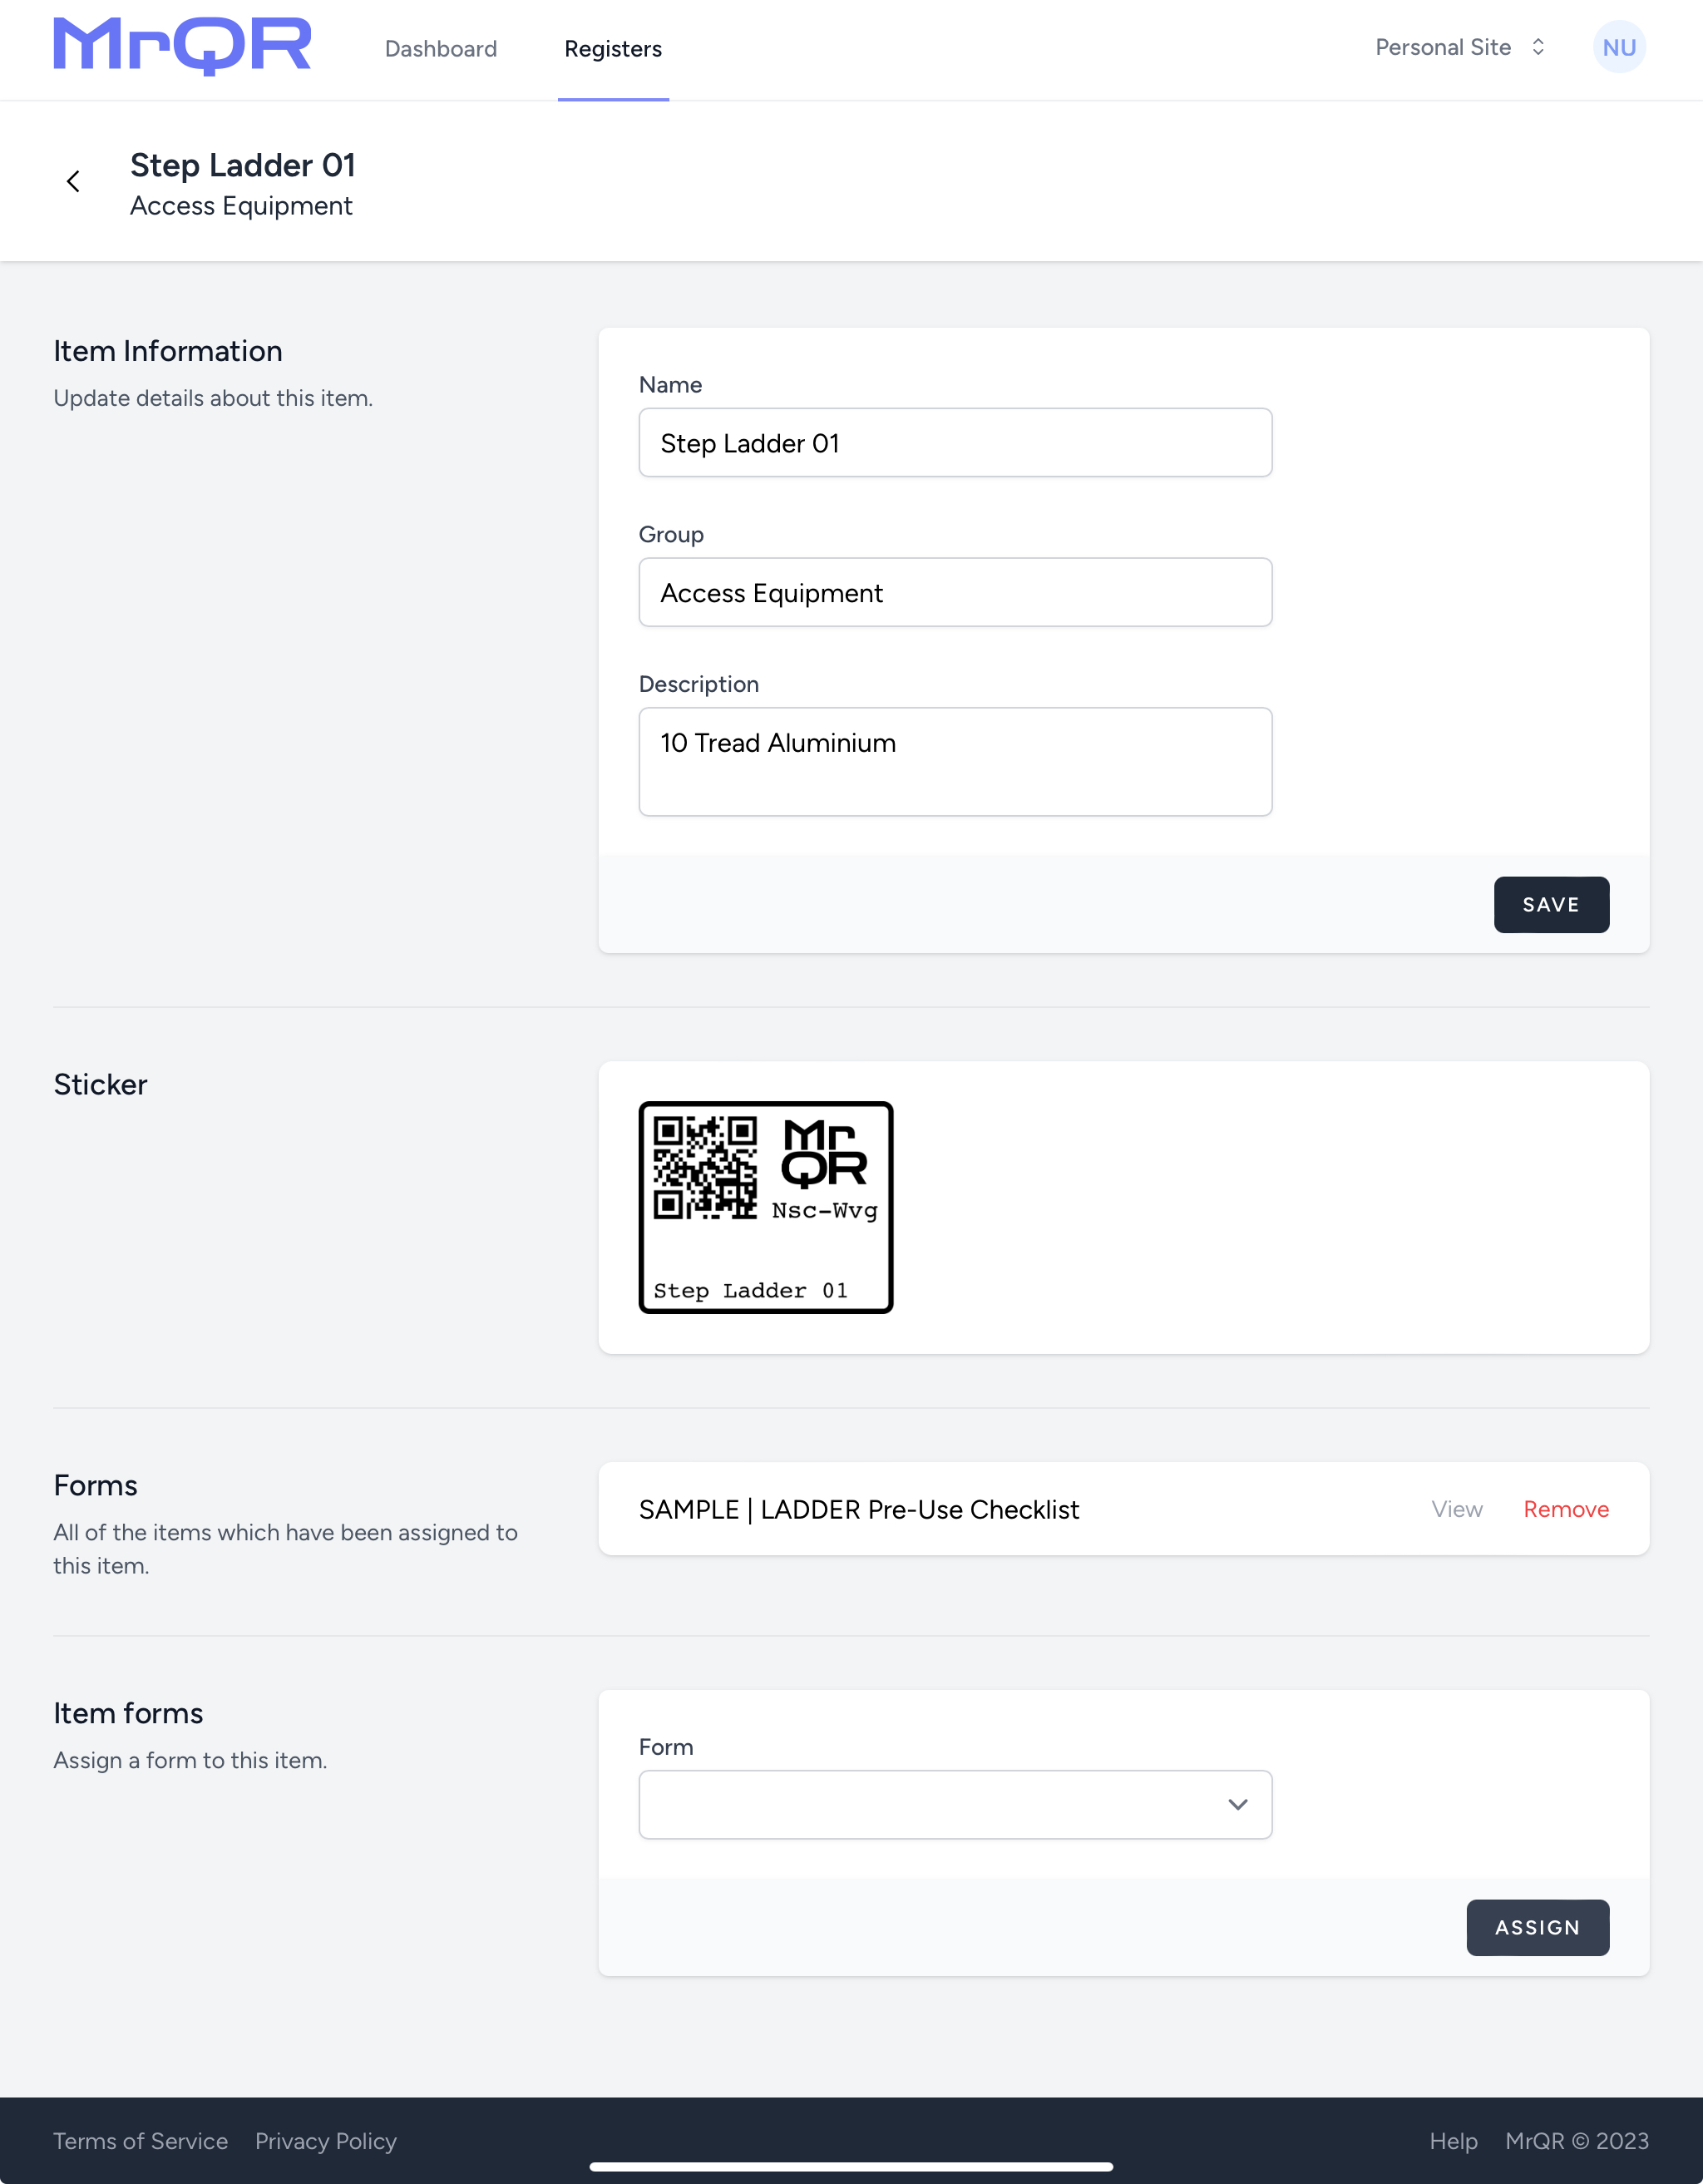 MrQR
Dashboard
Registers
Personal Site
NU
Step Ladder 01
Access Equipment
Item Information
Update details about this item.
Name
Step Ladder 01
Group
Access Equipment
Description
10 Tread Aluminium
SAVE
Sticker
Mr
QR
Nsc-Wvg
Step Ladder 01
Forms
All of the items which have been assigned to
this item.
SAMPLE | LADDER Pre-Use Checklist
View
Remove
Item forms
Assign a form to this item.
Form
ASSIGN
Terms of Service
Privacy Policy
Help
MrQR © 2023